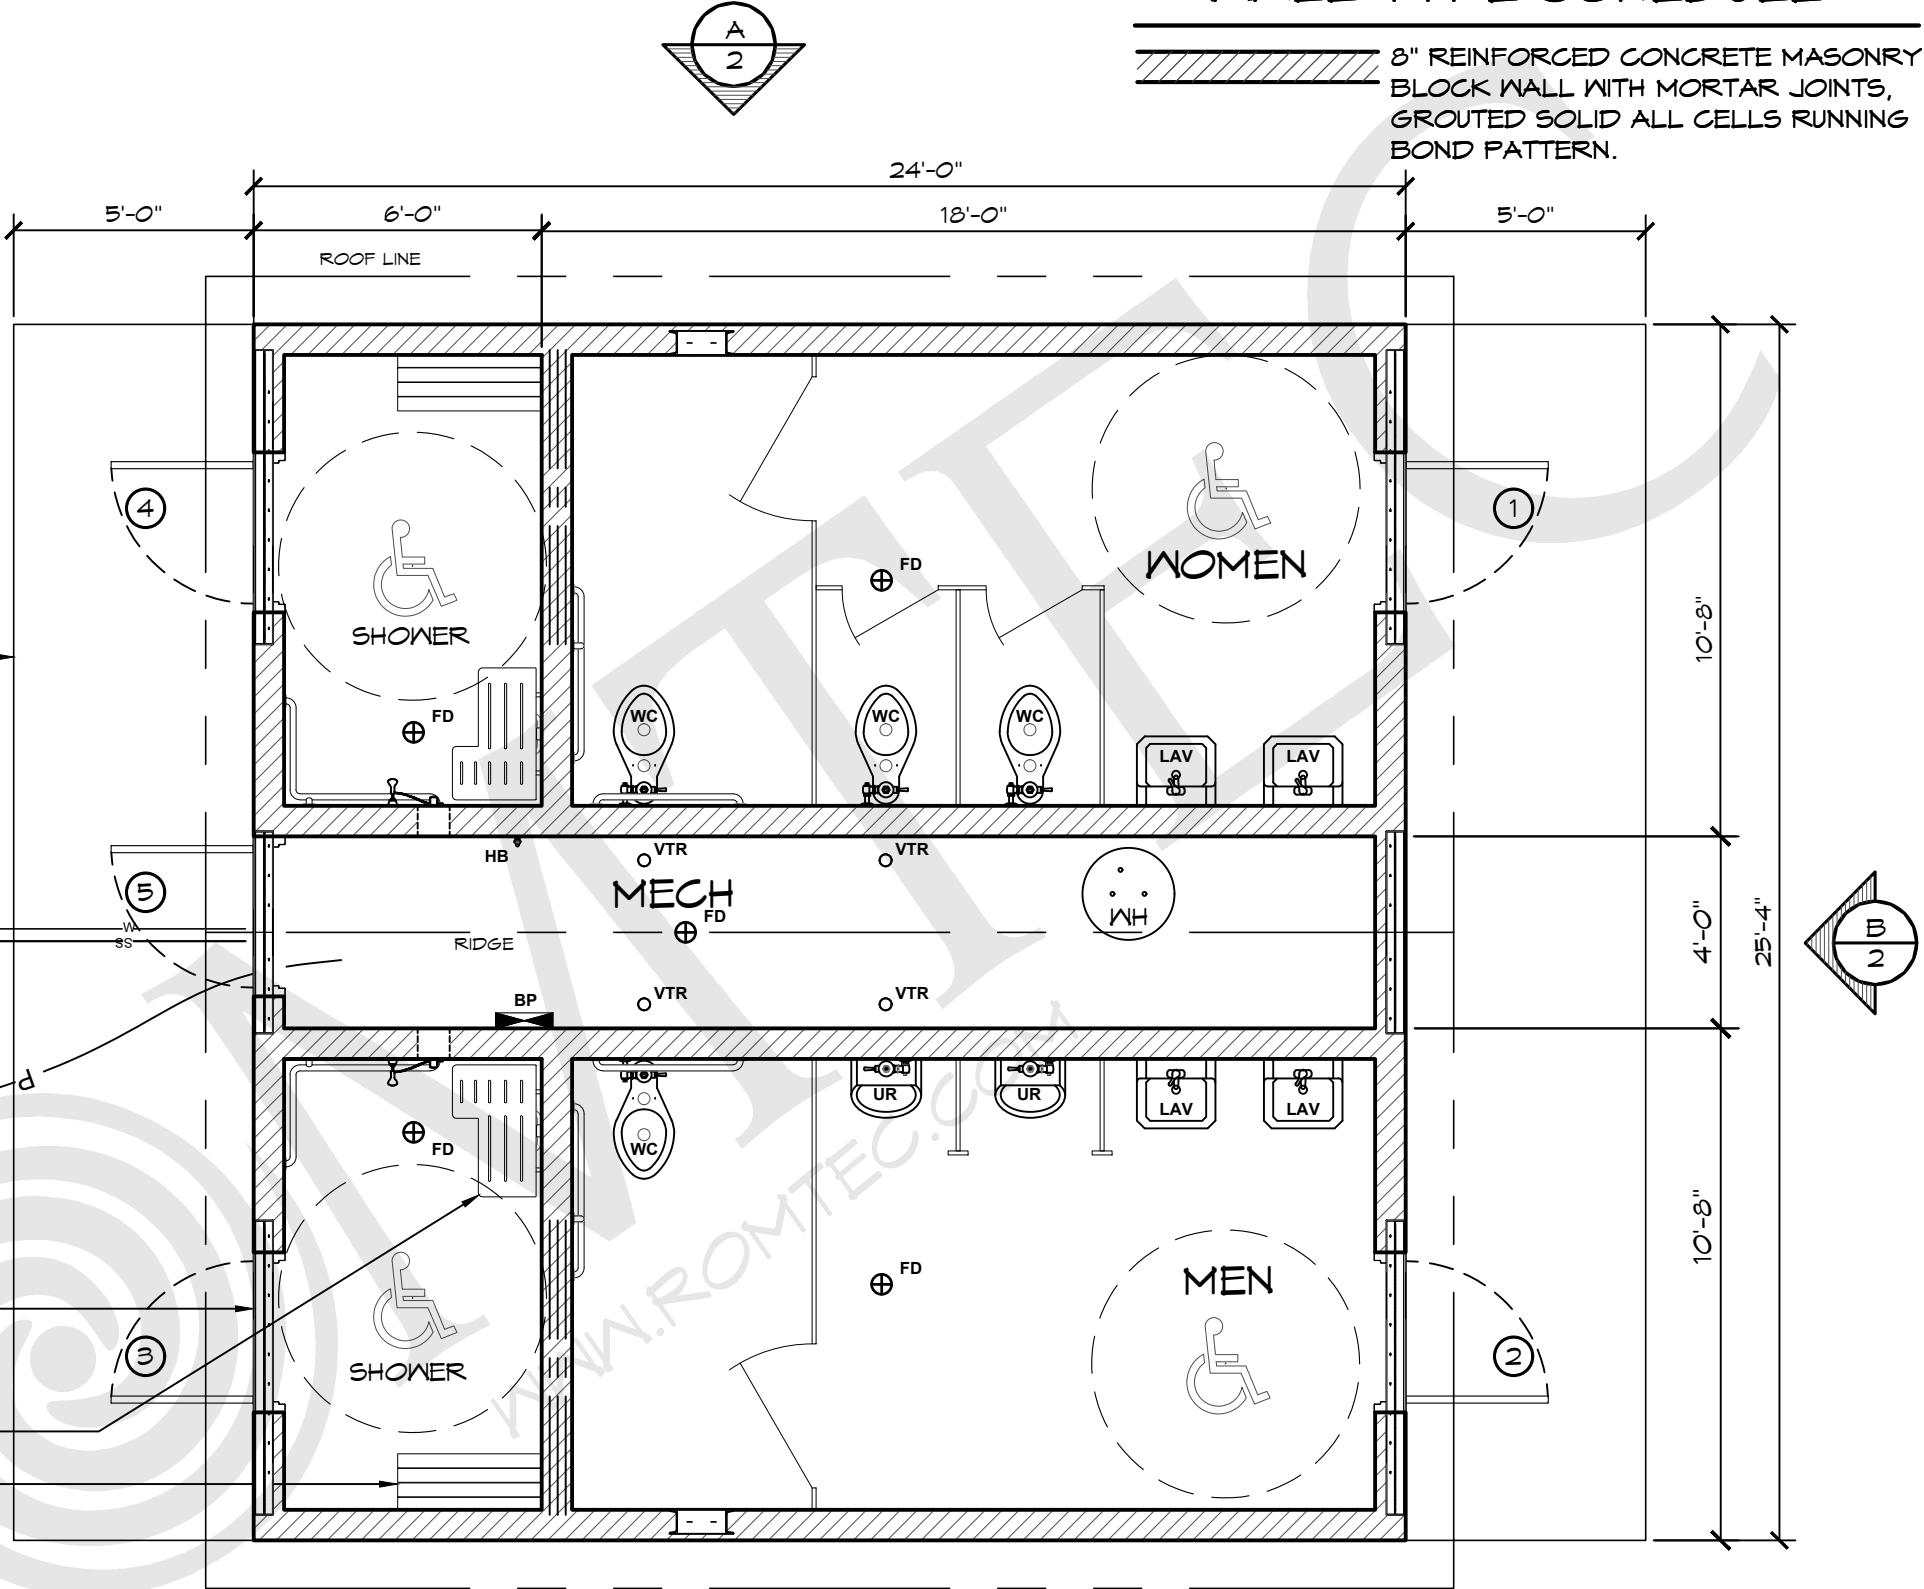 A
2
8" REINFORCED CONCRETE MASONRY
BLOCK WALL WITH MORTAR JOINTS,
GROUTED SOLID ALL CELLS RUNNING
BOND PATTERN.
24'-0"
5'-0"
6'-0"
18'-0"
5'-0"
ROOF LINE
4
1
SHOWER
FD
WOMEN
FD
WC
WC
WC
LAV
LAV
10'-8"
HB
VTR
VTR
5
MECH
FD
WH
W
SS
RIDGE
4'-0"
25'-4"
B
2
BP
VTR
VTR
P
FD
WC
UR
UR
LAV
LAV
10'-8"
FD
MEN
3
SHOWER
2
MTEC
WWW.ROMTEC.COM